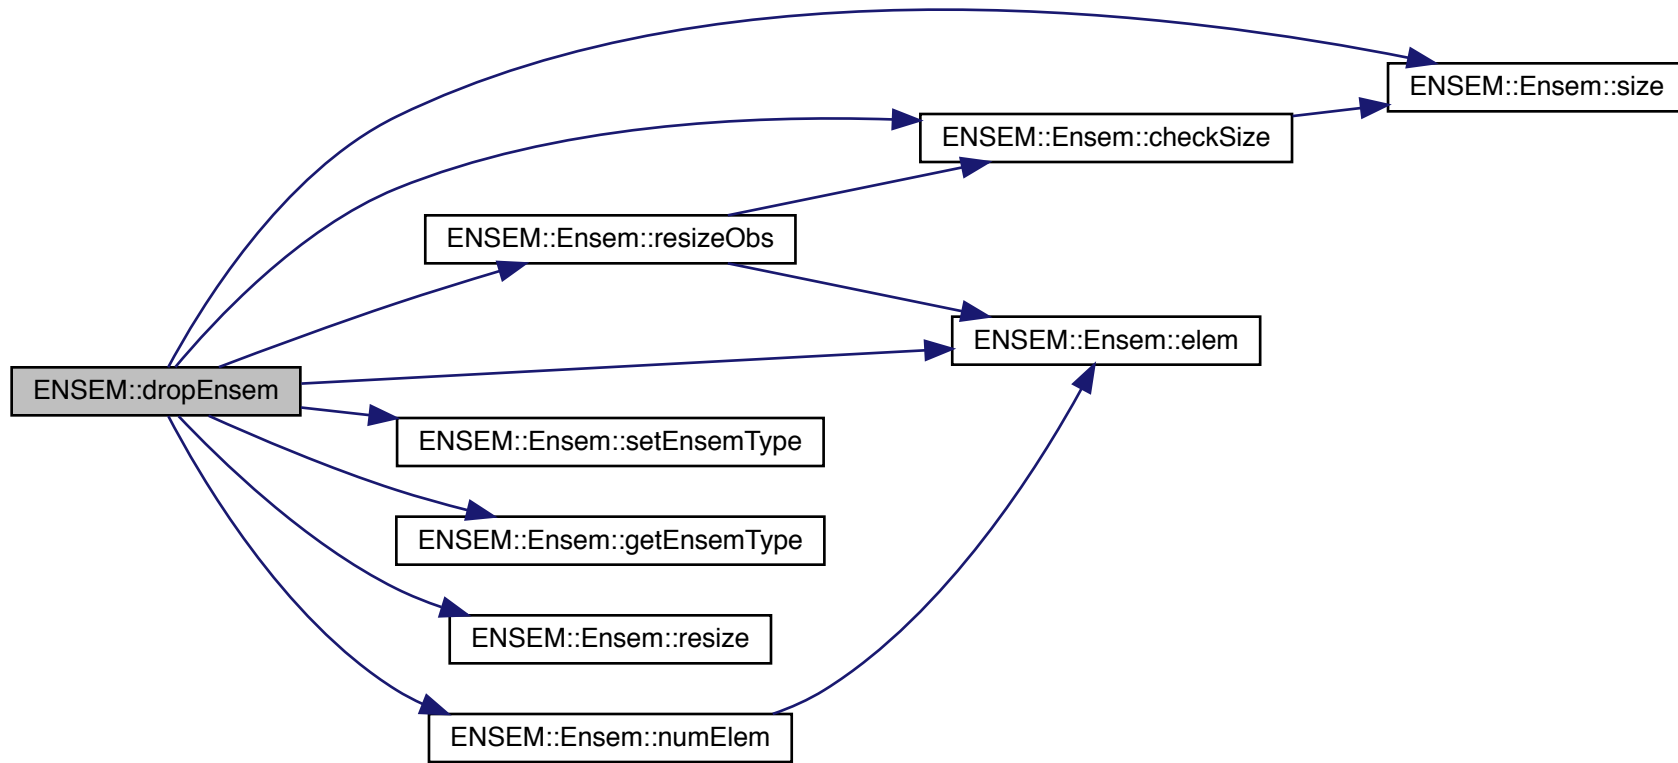 ENSEM::Ensem::size
ENSEM::Ensem::checkSize
ENSEM::Ensem::resizeObs
ENSEM::Ensem::elem
ENSEM::dropEnsem
ENSEM::Ensem::setEnsemType
ENSEM::Ensem::getEnsemType
ENSEM::Ensem::resize
ENSEM::Ensem::numElem